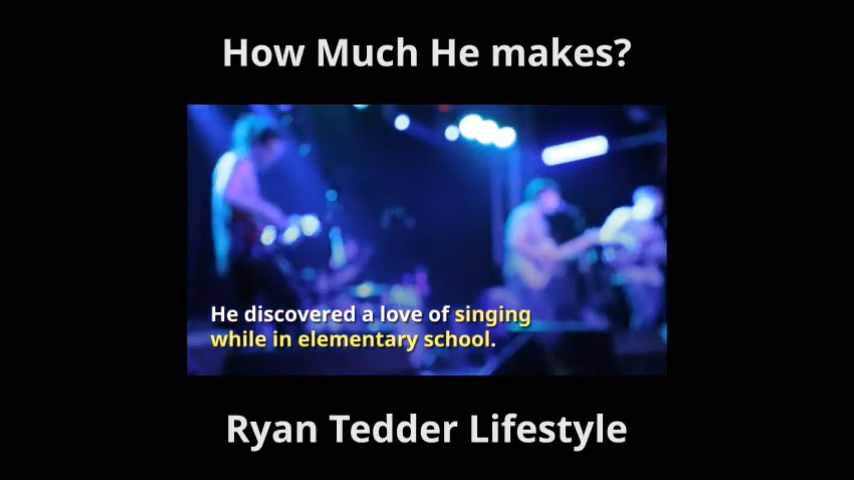 How Much He makes?
He discovered a love of singing
while in elementary school.
Ryan Tedder Lifestyle